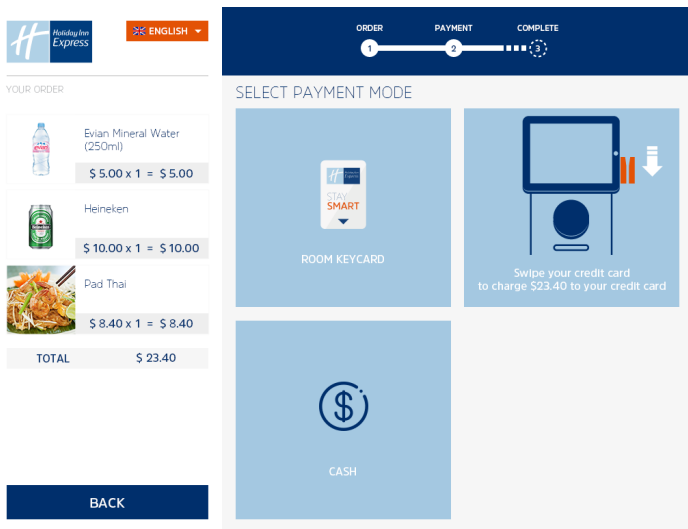 Holiday Inn
Express
ENGLISH
YOUR ORDER
Evian Mineral Water
(250ml)
$ 5.00 x 1 = $ 5.00
Heineken
$ 10.00 x 1 = $ 10.00
Pad Thai
$ 8.40 x 1 = $ 8.40
TOTAL $ 23.40
BACK
ORDER PAYMENT COMPLETE
1 2 3
SELECT PAYMENT MODE
STAY
SMART
ROOM KEYCARD
Swipe your credit card
to charge $23.40 to your credit card
$
CASH